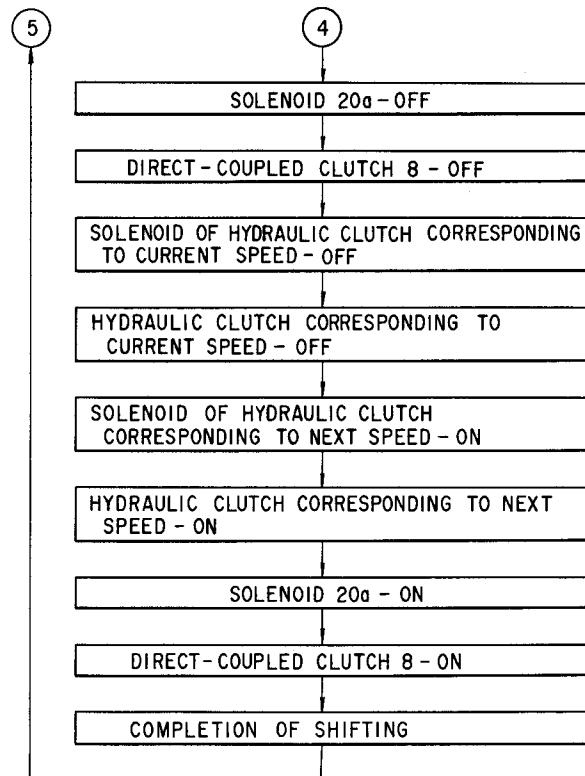 5
4
SOLENOID 20a - OFF
DIRECT - COUPLED CLUTCH 8 - OFF
SOLENOID OF HYDRAULIC CLUTCH CORRESPONDING
TO CURRENT SPEED - OFF
HYDRAULIC CLUTCH CORRESPONDING TO
CURRENT SPEED - OFF
SOLENOID OF HYDRAULIC CLUTCH
CORRESPONDING TO NEXT SPEED - ON
HYDRAULIC CLUTCH CORRESPONDING TO NEXT
SPEED - ON
SOLENOID 20a - ON
DIRECT-COUPLED CLUTCH 8 - ON
COMPLETION OF SHIFTING